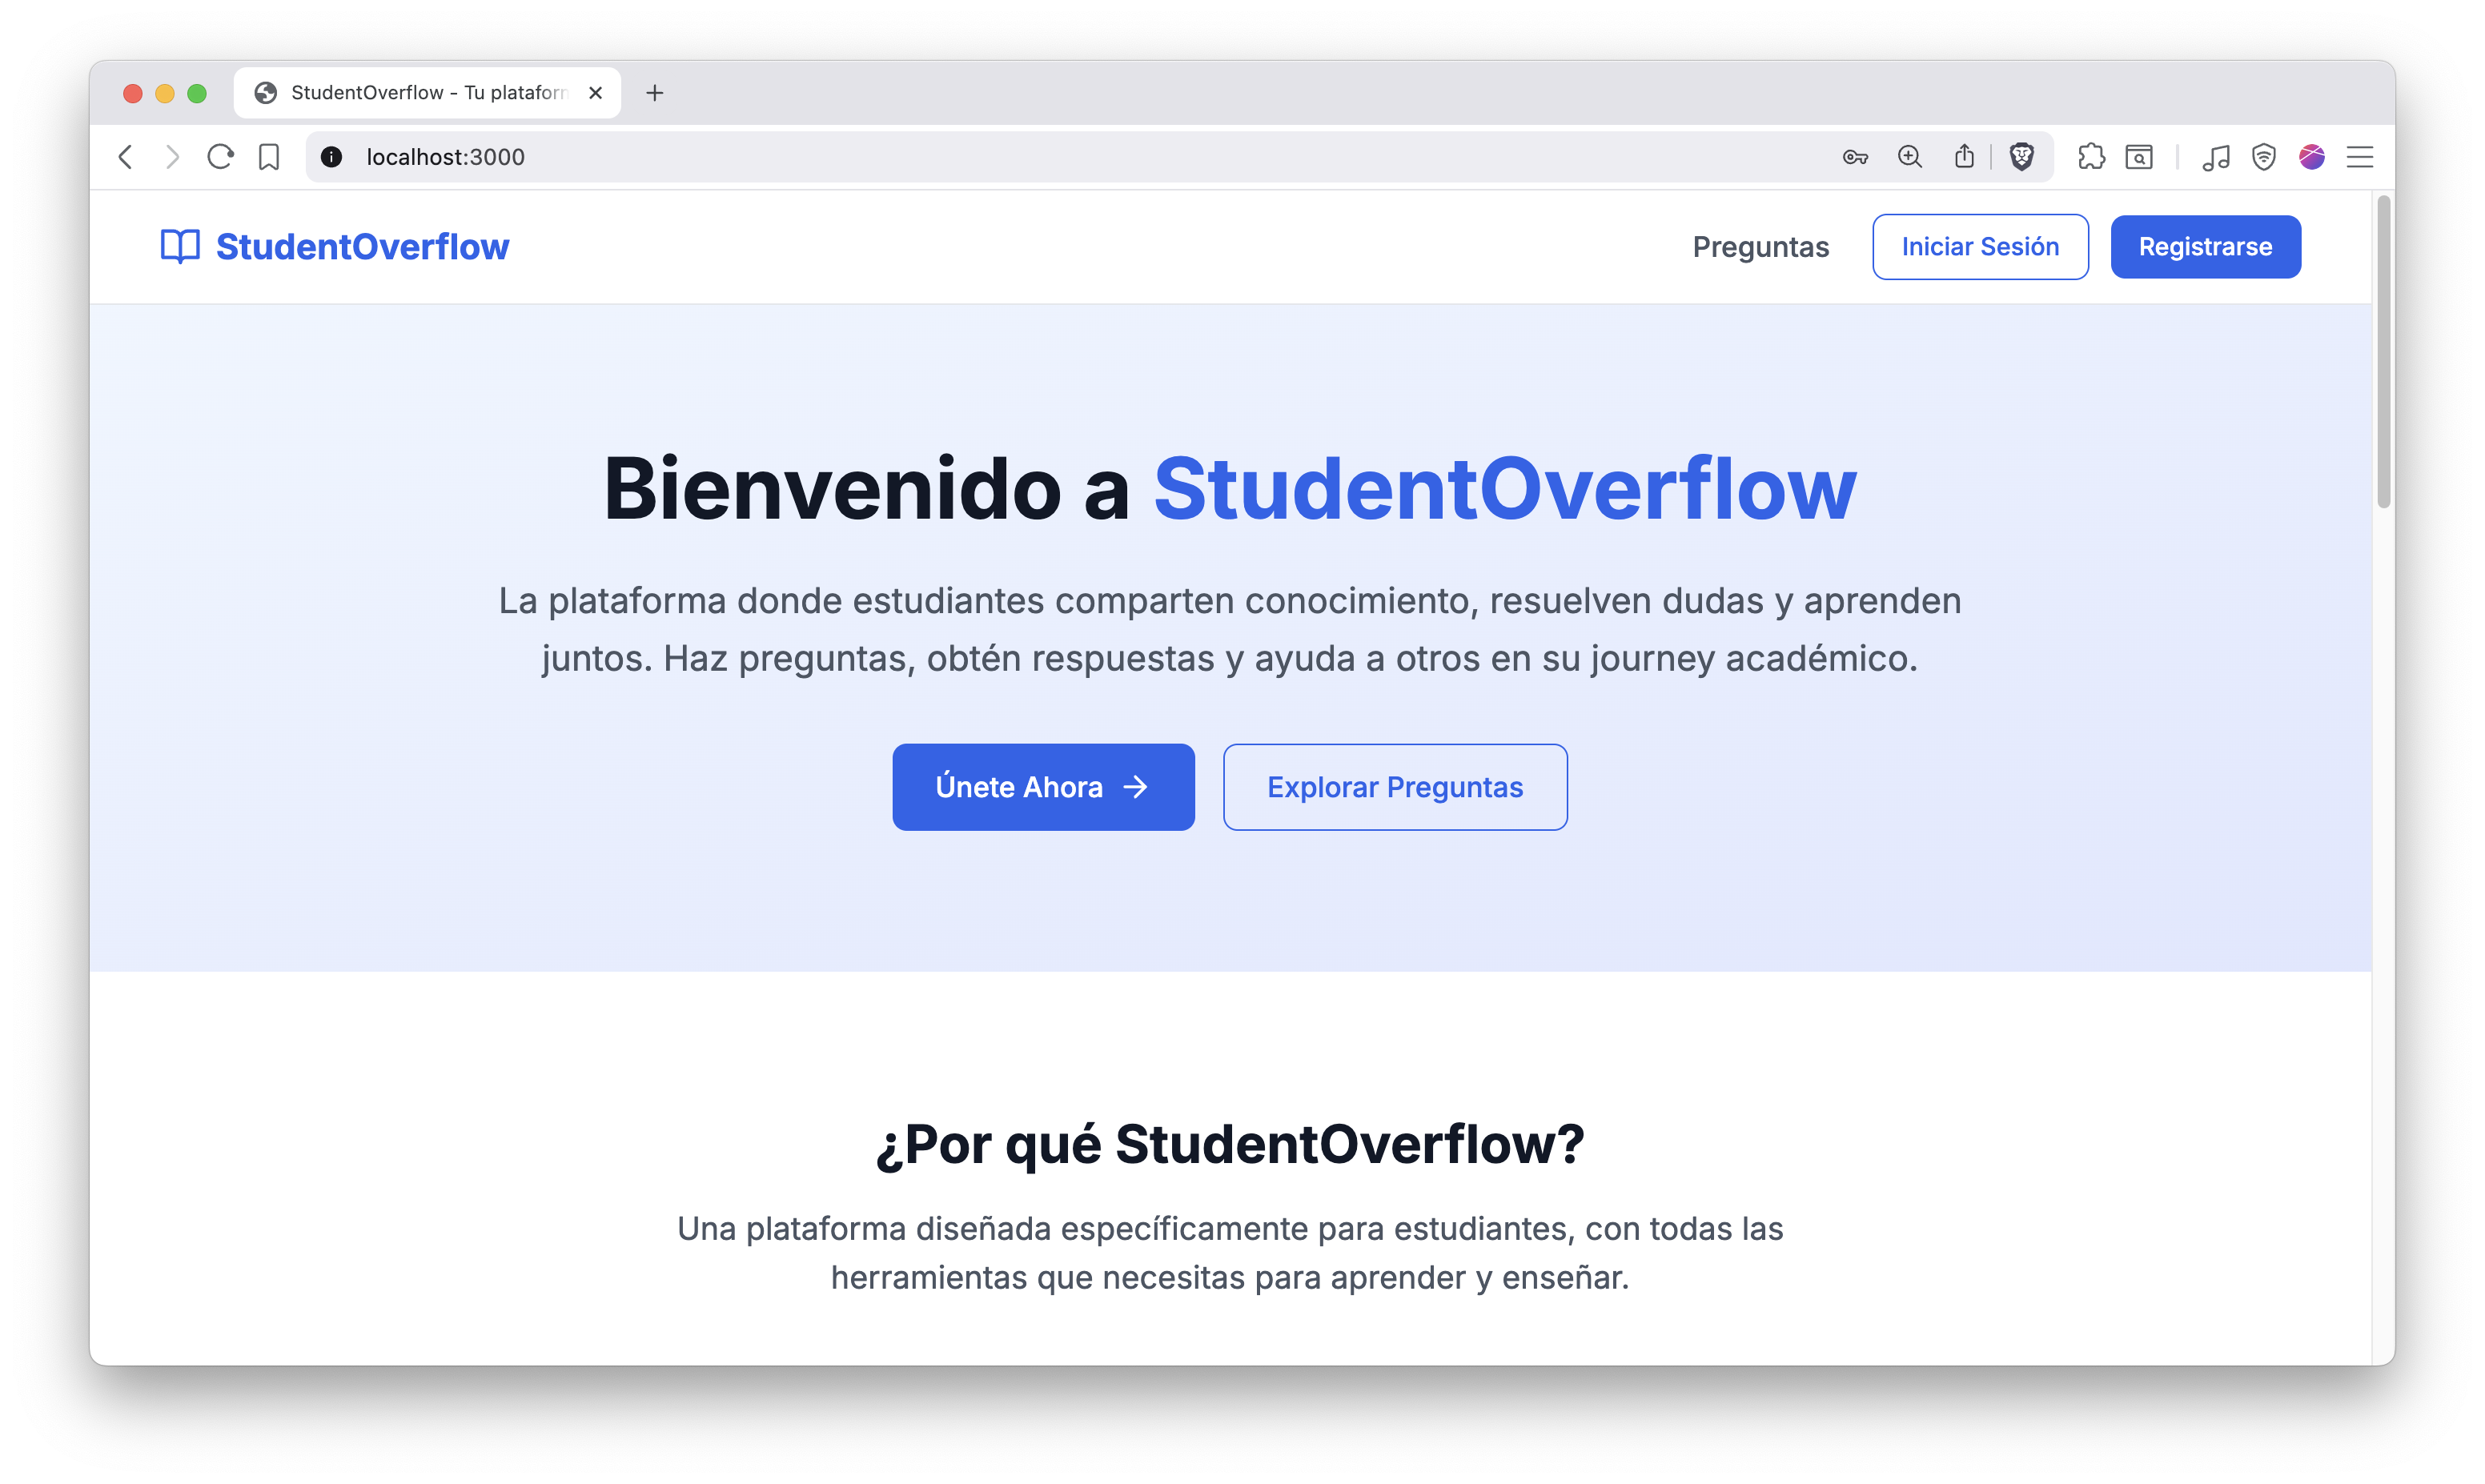 StudentOverflow - Tu plataforn
localhost:3000
StudentOverflow
Preguntas
Iniciar Sesión
Registrarse
Bienvenido a StudentOverflow
La plataforma donde estudiantes comparten conocimiento, resuelven dudas y aprenden
juntos. Haz preguntas, obtén respuestas y ayuda a otros en su journey académico.
Únete Ahora →
Explorar Preguntas
¿Por qué StudentOverflow?
Una plataforma diseñada específicamente para estudiantes, con todas las
herramientas que necesitas para aprender y enseñar.